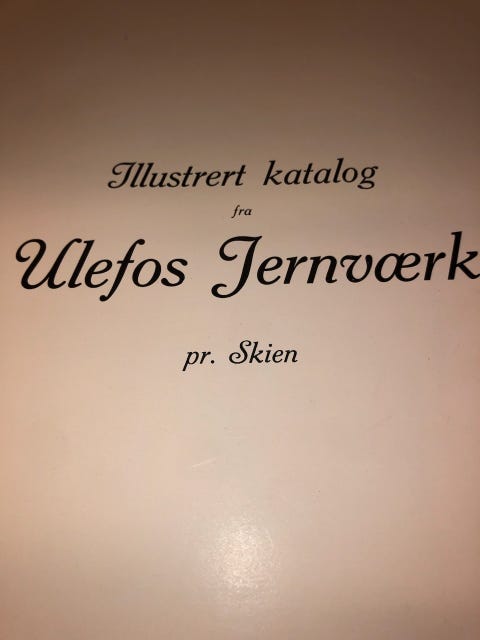 Illustrert katalog
fra
Ulefos Jernværk
pr. Skien